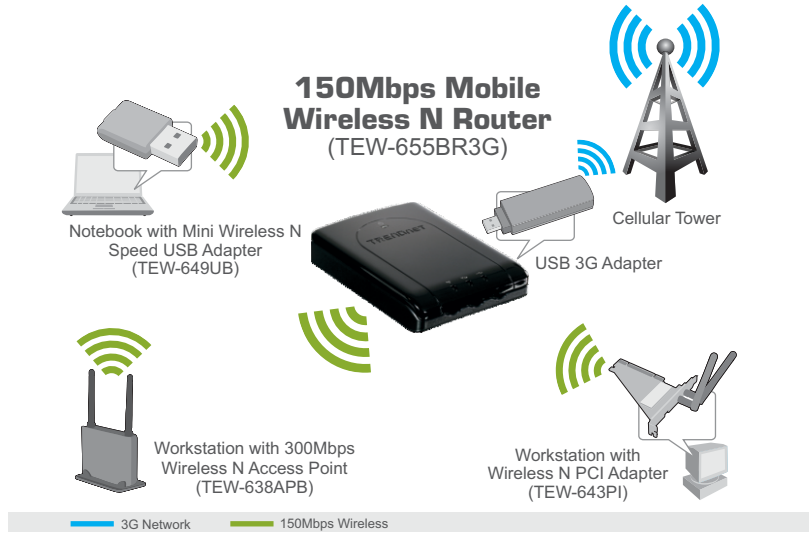 150Mbps Mobile
Wireless N Router
(TEW-655BR3G)
Cellular Tower
Notebook with Mini Wireless N
Speed USB Adapter
(TEW-649UB)
TRENDNET
USB 3G Adapter
Workstation with 300Mbps
Wireless N Access Point
(TEW-638APB)
Workstation with
Wireless N PCI Adapter
(TEW-643PI)
3G Network
150Mbps Wireless